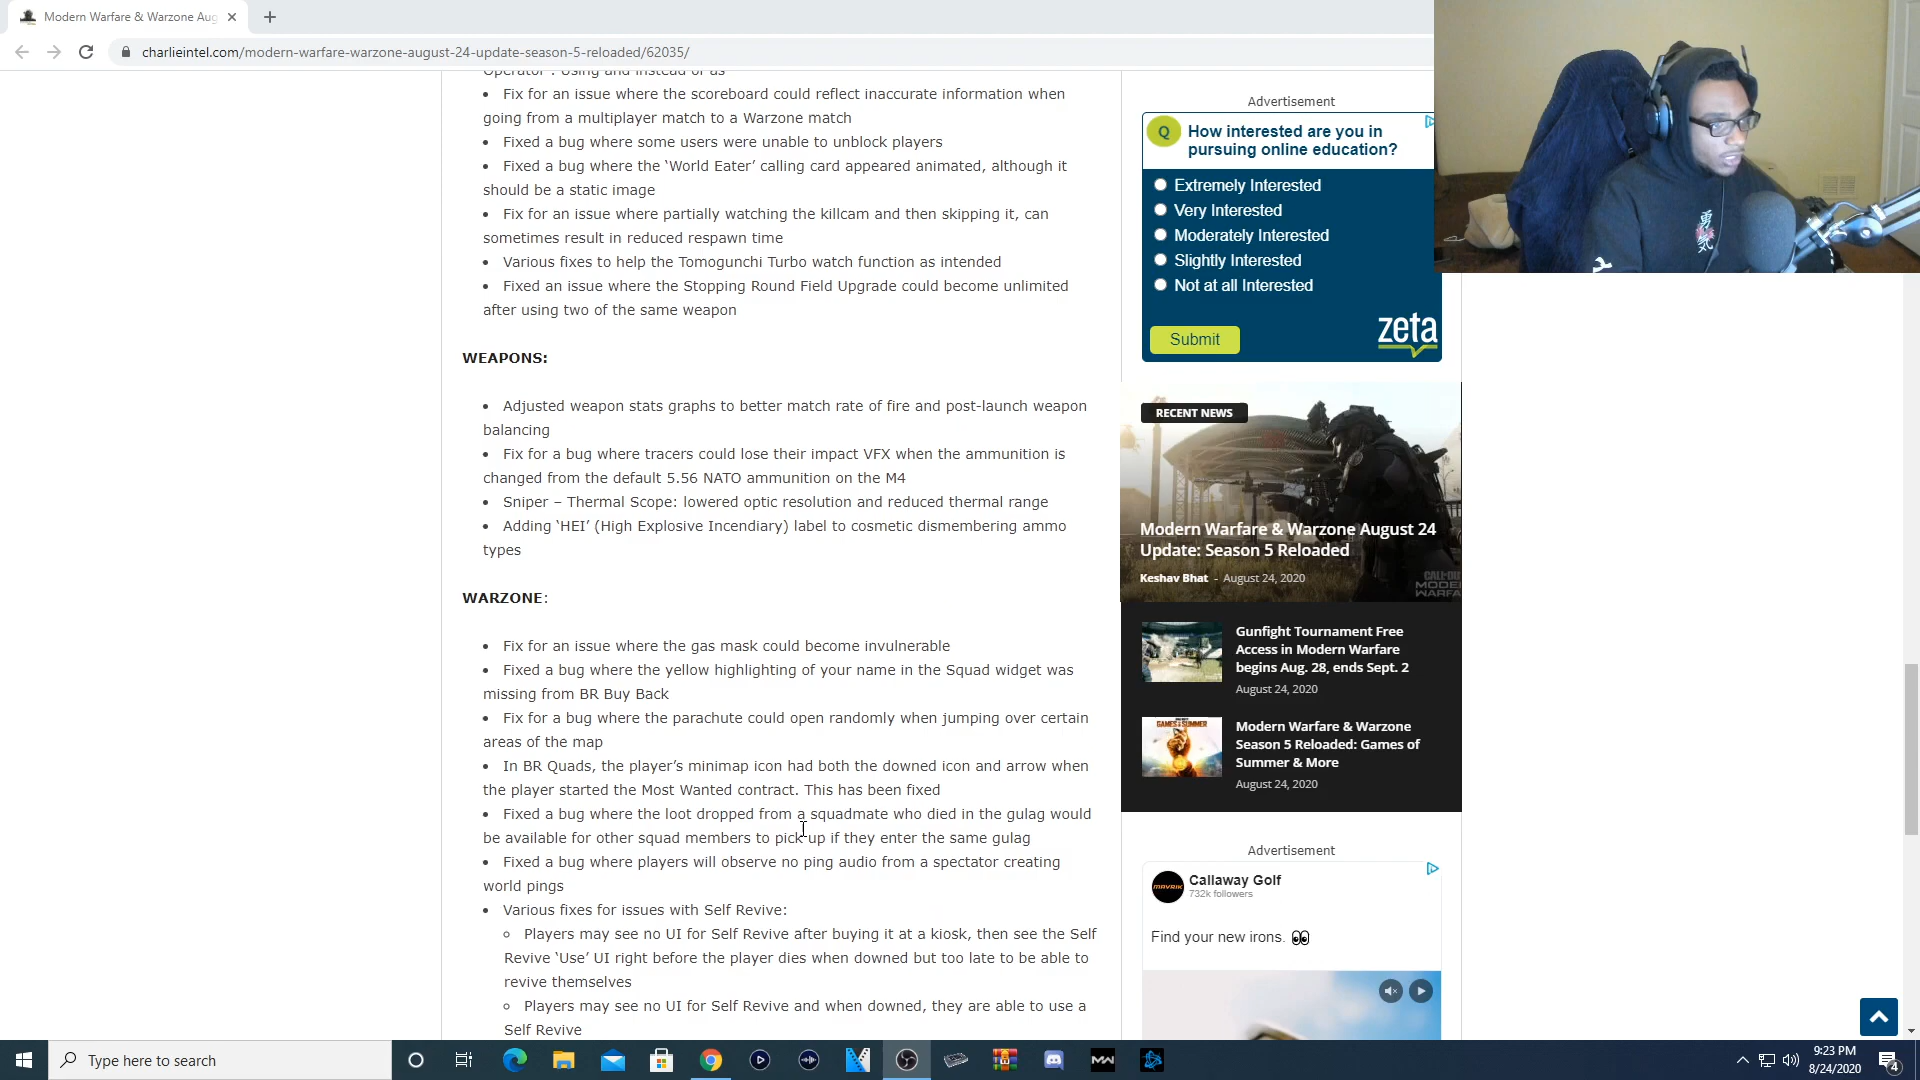 Modern Warfare & Warzone Aug
charlieintel.com/modern-warfare-warzone-august-24-update-season-5-reloaded/62035/
Operator". Using and instead of as
• Fix for an issue where the scoreboard could reflect inaccurate information when
going from a multiplayer match to a Warzone match
• Fixed a bug where some users were unable to unblock players
• Fixed a bug where the ‘World Eater’ calling card appeared animated, although it
should be a static image
• Fix for an issue where partially watching the killcam and then skipping it, can
sometimes result in reduced respawn time
• Various fixes to help the Tomogunchi Turbo watch function as intended
• Fixed an issue where the Stopping Round Field Upgrade could become unlimited
after using two of the same weapon
WEAPONS:
• Adjusted weapon stats graphs to better match rate of fire and post-launch weapon
balancing
• Fix for a bug where tracers could lose their impact VFX when the ammunition is
changed from the default 5.56 NATO ammunition on the M4
• Sniper – Thermal Scope: lowered optic resolution and reduced thermal range
• Adding ‘HEI’ (High Explosive Incendiary) label to cosmetic dismembering ammo
types
WARZONE:
• Fix for an issue where the gas mask could become invulnerable
• Fixed a bug where the yellow highlighting of your name in the Squad widget was
missing from BR Buy Back
• Fix for a bug where the parachute could open randomly when jumping over certain
areas of the map
• In BR Quads, the player’s minimap icon had both the downed icon and arrow when
the player started the Most Wanted contract. This has been fixed
• Fixed a bug where the loot dropped from a squadmate who died in the gulag would
be available for other squad members to pick up if they enter the same gulag
• Fixed a bug where players will observe no ping audio from a spectator creating
world pings
• Various fixes for issues with Self Revive:
○ Players may see no UI for Self Revive after buying it at a kiosk, then see the Self
Revive ‘Use’ UI right before the player dies when downed but too late to be able to
revive themselves
○ Players may see no UI for Self Revive and when downed, they are able to use a
Self Revive
Advertisement
Q
How interested are you in
pursuing online education?
Extremely Interested
Very Interested
Moderately Interested
Slightly Interested
Not at all Interested
Submit
zeta
RECENT NEWS
Modern Warfare & Warzone August 24
Update: Season 5 Reloaded
Keshav Bhat - August 24, 2020
CALL OF DUTY
MODERN
WARFA
Gunfight Tournament Free
Access in Modern Warfare
begins Aug. 28, ends Sept. 2
August 24, 2020
GAMES of SUMMER
Modern Warfare & Warzone
Season 5 Reloaded: Games of
Summer & More
August 24, 2020
Advertisement
MAVRIK
Callaway Golf
732k followers
Find your new irons. 👀
勇気
Type here to search
MW
9:23 PM
8/24/2020
4